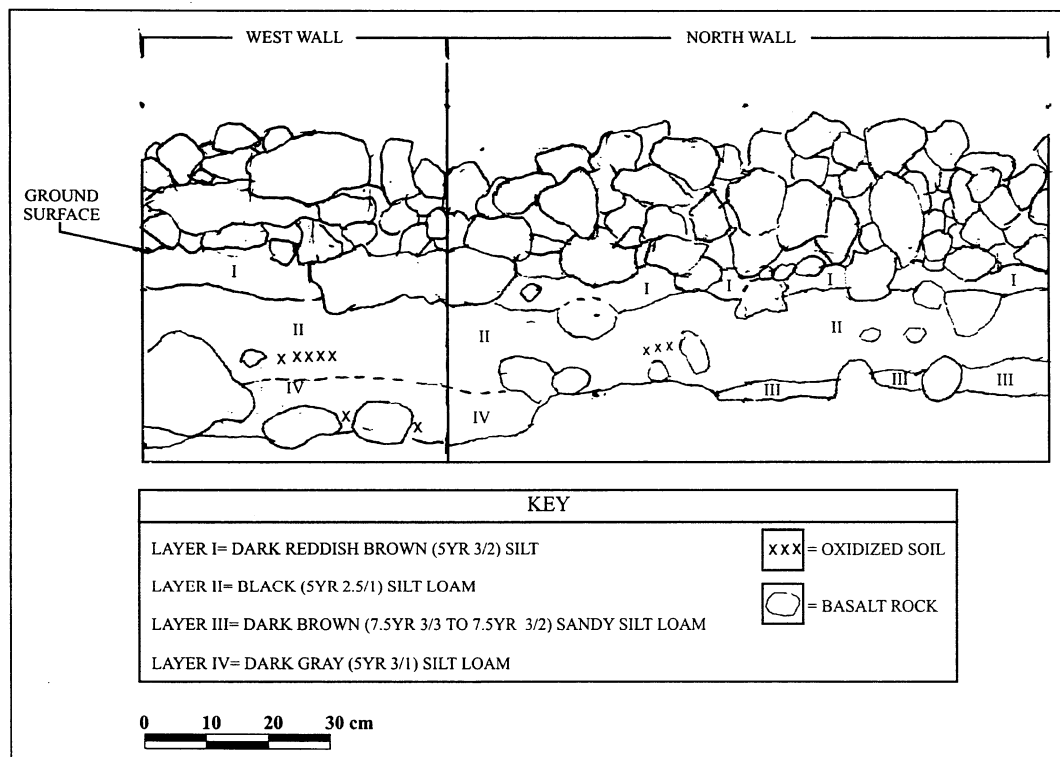 WEST WALL
NORTH WALL
GROUND
SURFACE
I
I
I
I
I
II
II
II
x xxxx
xxx
IV
III
III
III
IV
x
x
KEY
LAYER I= DARK REDDISH BROWN (5YR 3/2) SILT
LAYER II= BLACK (5YR 2.5/1) SILT LOAM
LAYER III= DARK BROWN (7.5YR 3/3 TO 7.5YR 3/2) SANDY SILT LOAM
LAYER IV= DARK GRAY (5YR 3/1) SILT LOAM
xxx = OXIDIZED SOIL
= BASALT ROCK
0 10 20 30 cm